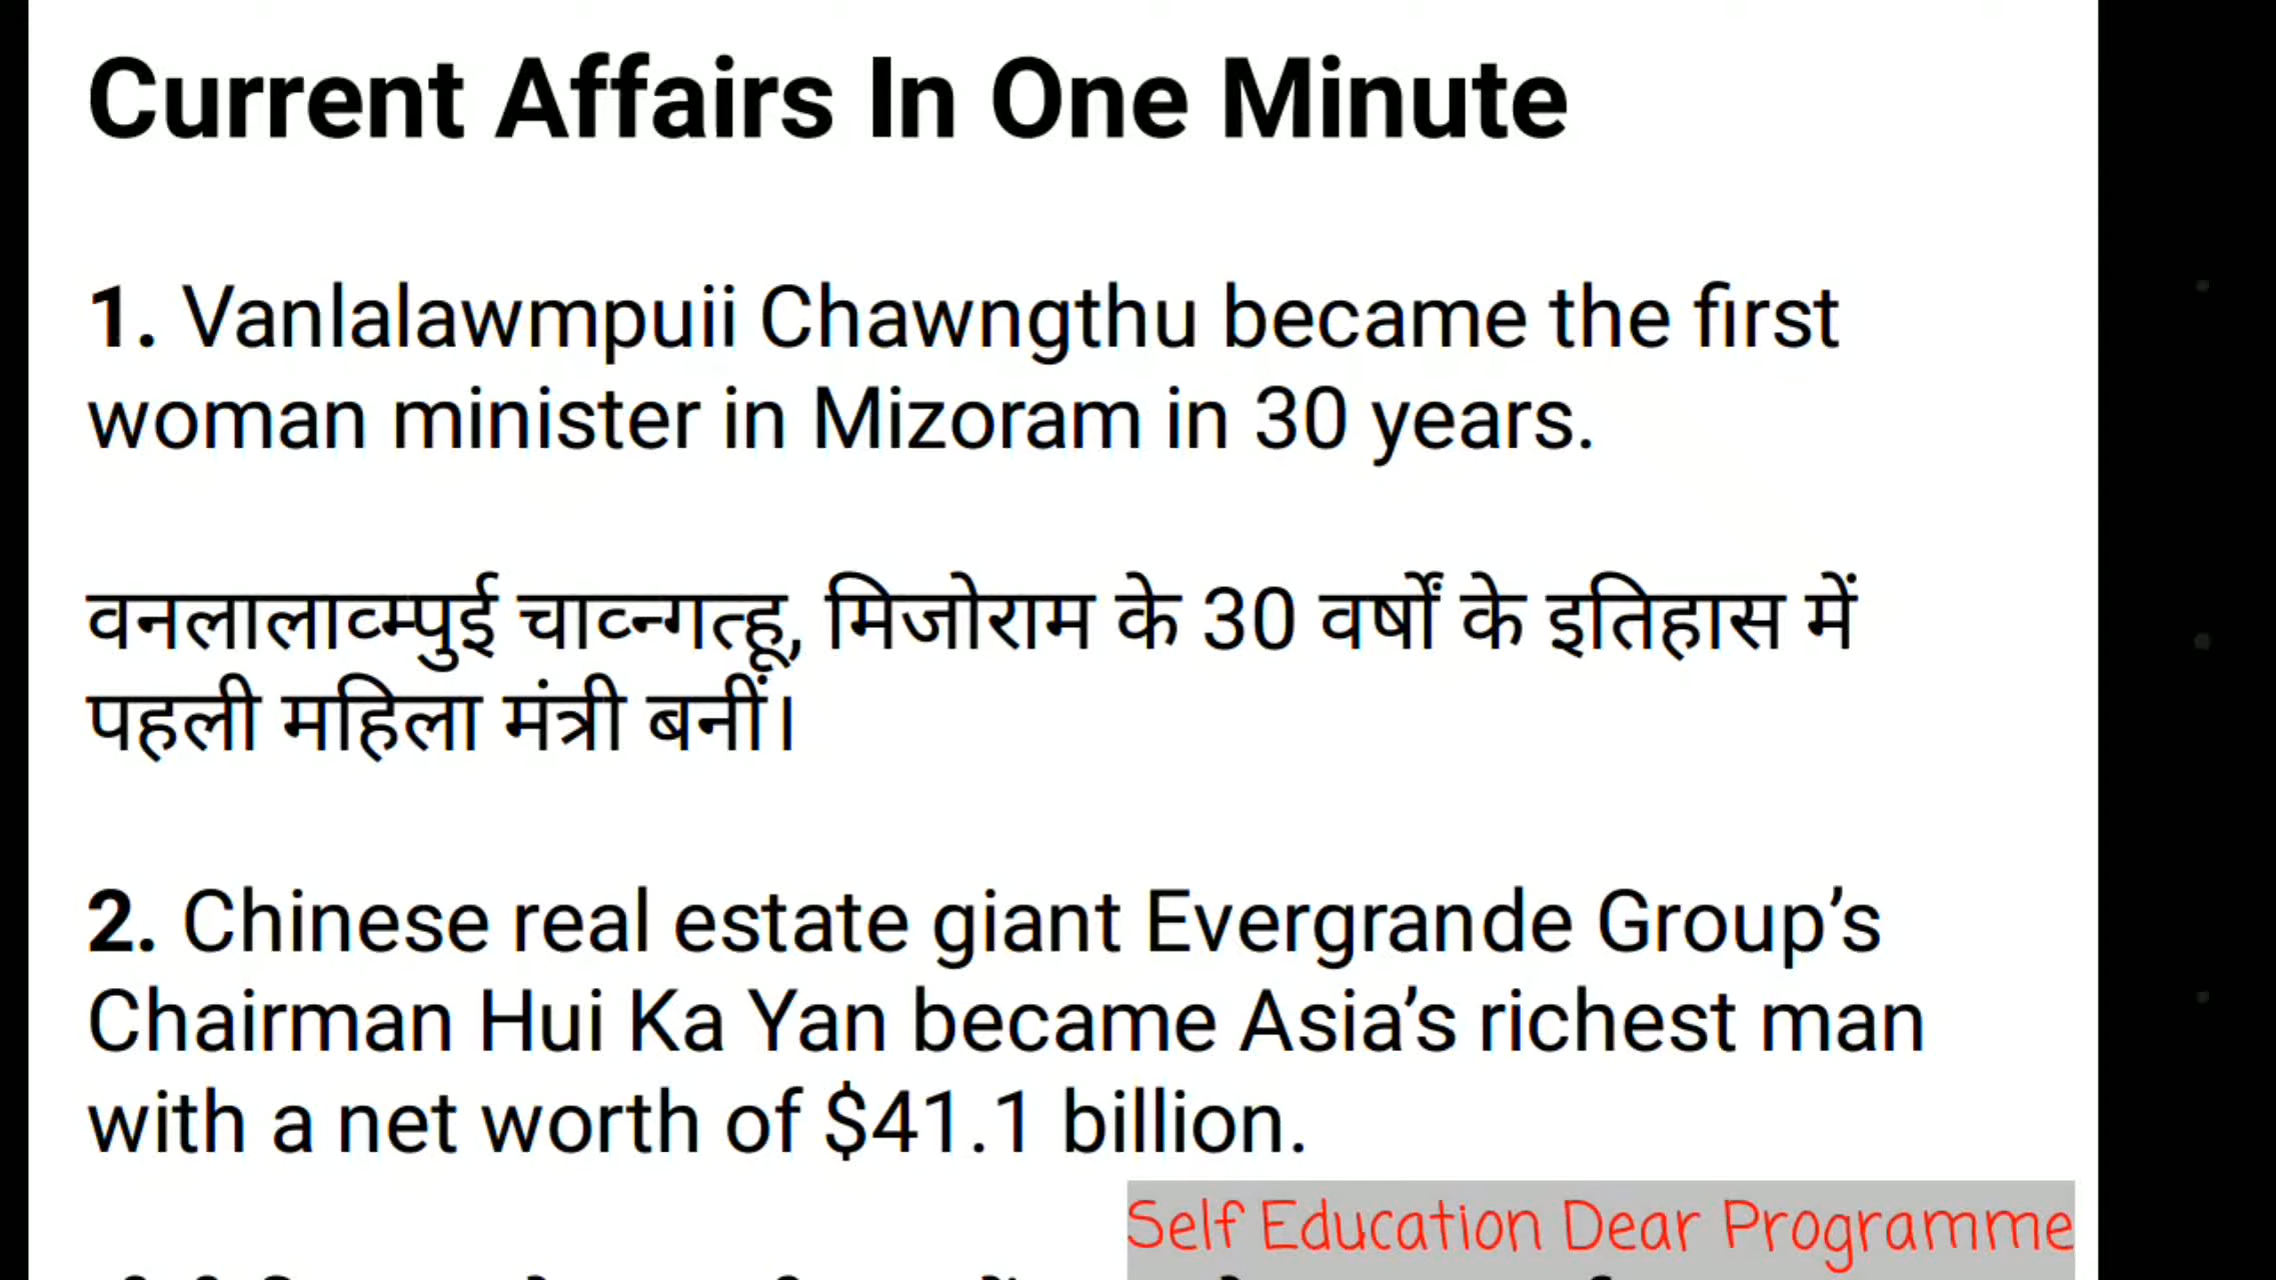 Current Affairs In One Minute
1. Vanlalawmpuii Chawngthu became the first
woman minister in Mizoram in 30 years.
वनलालाव्म्पुई चाव्न्गत्हू, मिजोराम के 30 वर्षों के इतिहास में
पहली महिला मंत्री बनीं।
2. Chinese real estate giant Evergrande Group’s
Chairman Hui Ka Yan became Asia’s richest man
with a net worth of $41.1 billion.
Self Education Dear Programme